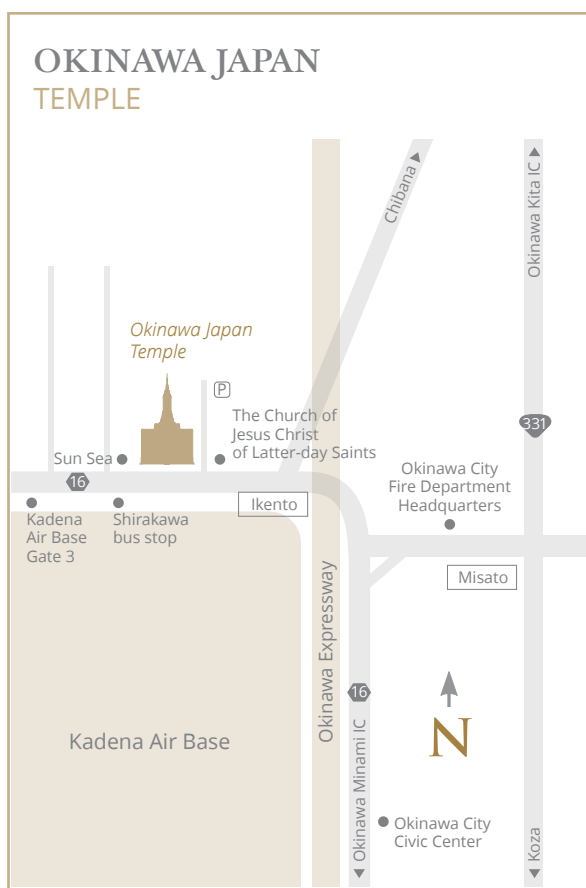 OKINAWA JAPAN
TEMPLE
Chibana
Okinawa Kita IC
Okinawa Japan
Temple
P
The Church of
Jesus Christ
of Latter-day Saints
331
Sun Sea
16
Okinawa City
Fire Department
Headquarters
Ikento
Kadena
Air Base
Gate 3
Shirakawa
bus stop
Misato
Okinawa Expressway
16
Kadena Air Base
N
Okinawa Minami IC
Okinawa City
Civic Center
Koza